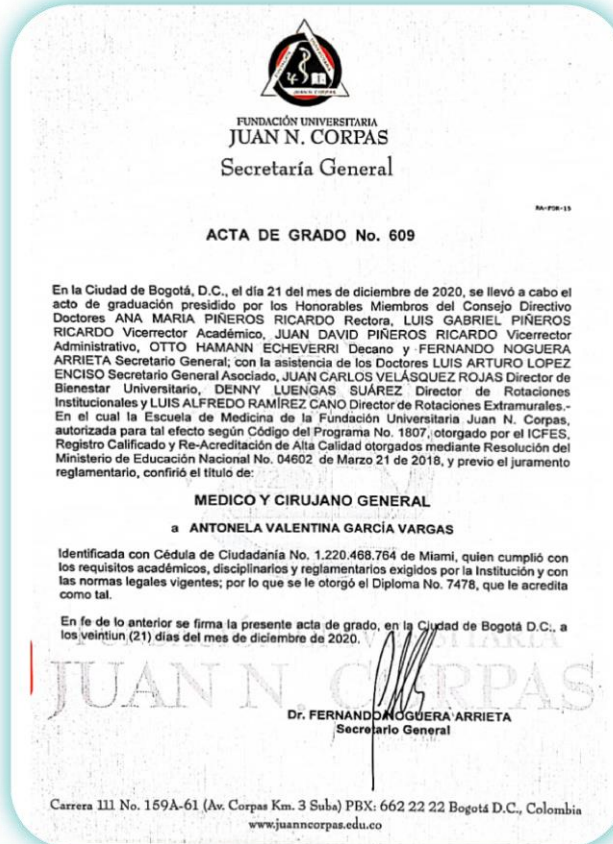 FUNDACIÓN UNIVERSITARIA
JUAN N. CORPAS
Secretaría General
RA-FOR-15
ACTA DE GRADO No. 609
En la Ciudad de Bogotá, D.C., el día 21 del mes de diciembre de 2020, se llevó a cabo el
acto de graduación presidido por los Honorables Miembros del Consejo Directivo
Doctores ANA MARIA PIÑEROS RICARDO Rectora, LUIS GABRIEL PIÑEROS
RICARDO Vicerrector Académico, JUAN DAVID PIÑEROS RICARDO Vicerrector
Administrativo, OTTO HAMANN ECHEVERRI Decano y FERNANDO NOGUERA
ARRIETA Secretario General; con la asistencia de los Doctores LUIS ARTURO LOPEZ
ENCISO Secretario General Asociado, JUAN CARLOS VELÁSQUEZ ROJAS Director de
Bienestar Universitario, DENNY LUENGAS SUÁREZ Director de Rotaciones
Institucionales y LUIS ALFREDO RAMÍREZ CANO Director de Rotaciones Extramurales.-
En el cual la Escuela de Medicina de la Fundación Universitaria Juan N. Corpas,
autorizada para tal efecto según Código del Programa No. 1807, otorgado por el ICFES,
Registro Calificado y Re-Acreditación de Alta Calidad otorgados mediante Resolución del
Ministerio de Educación Nacional No. 04602 de Marzo 21 de 2018, y previo el juramento
reglamentario, confirió el título de:
MEDICO Y CIRUJANO GENERAL
a ANTONELA VALENTINA GARCÍA VARGAS
Identificada con Cédula de Ciudadanía No. 1.220.468.764 de Miami, quien cumplió con
los requisitos académicos, disciplinarios y reglamentarios exigidos por la Institución y con
las normas legales vigentes; por lo que se le otorgó el Diploma No. 7478, que le acredita
como tal.
En fe de lo anterior se firma la presente acta de grado, en la Ciudad de Bogotá D.C., a
los veintiun (21) días del mes de diciembre de 2020.
FUNDACIÓN UNIVERSITARIA
JUAN N. CORPAS
Dr. FERNANDO NOGUERA ARRIETA
Secretario General
Carrera 111 No. 159A-61 (Av. Corpas Km. 3 Suba) PBX: 662 22 22 Bogotá D.C., Colombia
www.juanncorpas.edu.co